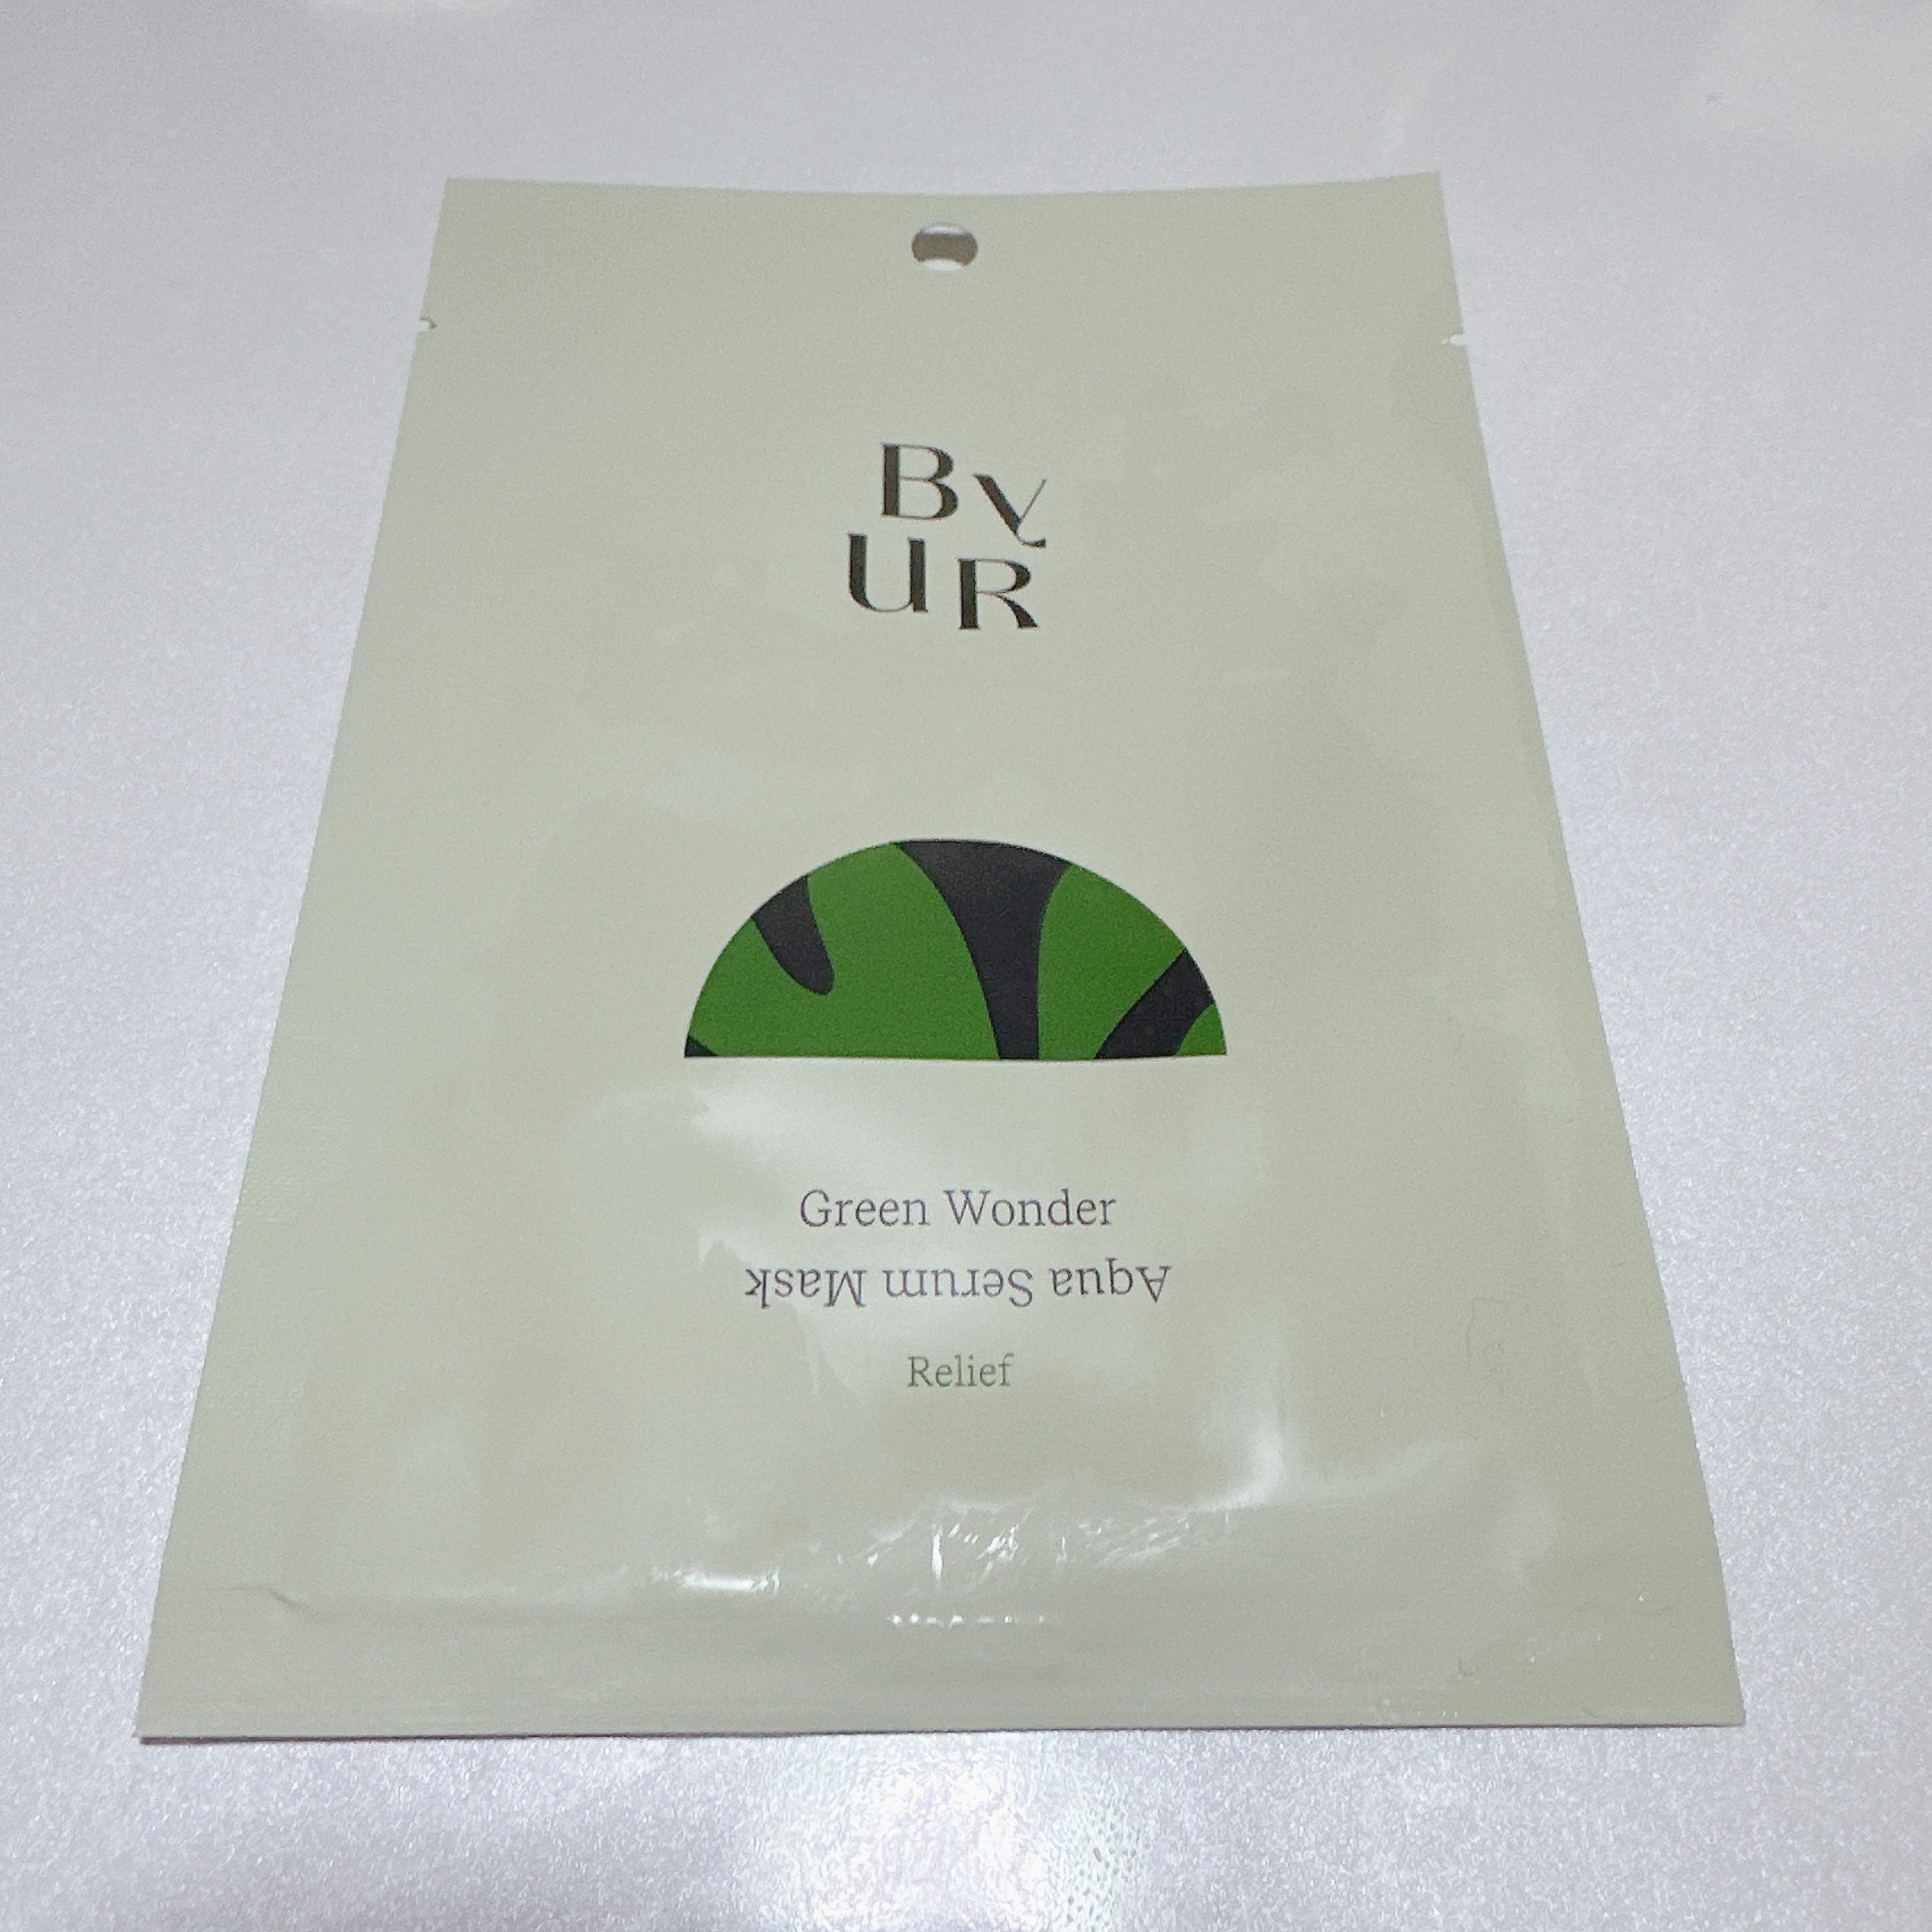 By
UR
Green Wonder
Aqua Serum Mask
Relief